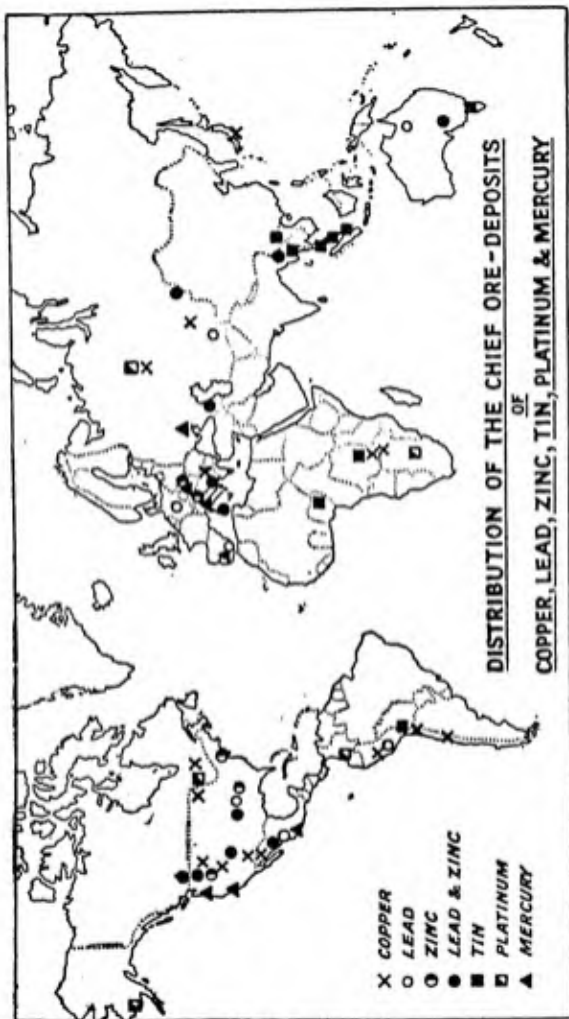 DISTRIBUTION OF THE CHIEF ORE-DEPOSITS
OF
COPPER, LEAD, ZINC, TIN, PLATINUM & MERCURY
COPPER
LEAD
ZINC
LEAD & ZINC
TIN
PLATINUM
MERCURY